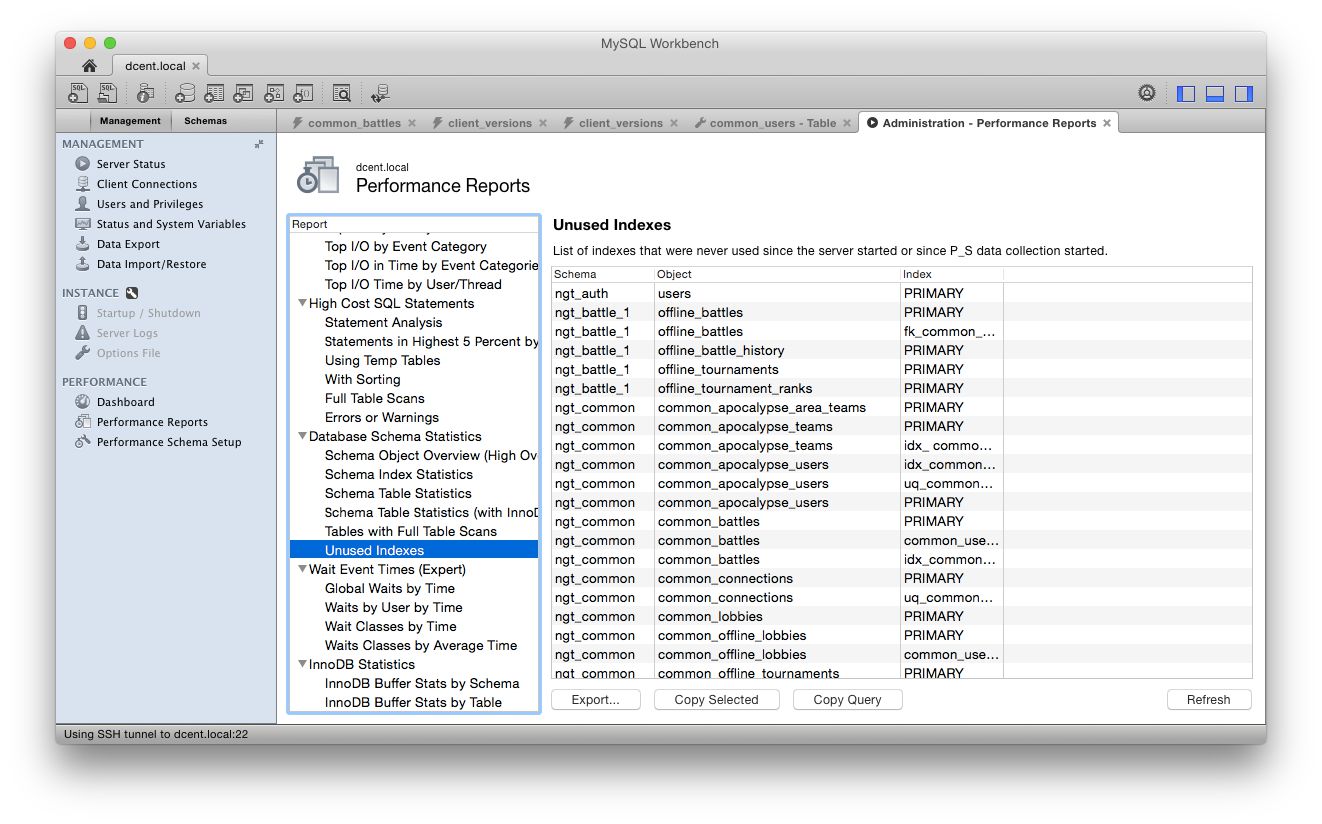 MySQL Workbench
dcent.local
Management Schemas
common_battles client_versions client_versions common_users - Table Administration - Performance Reports
MANAGEMENT
Server Status
Client Connections
Users and Privileges
Status and System Variables
Data Export
Data Import/Restore
INSTANCE
Startup / Shutdown
Server Logs
Options File
PERFORMANCE
Dashboard
Performance Reports
Performance Schema Setup
dcent.local
Performance Reports
Report
Top I/O by Event Category
Top I/O in Time by Event Categorie
Top I/O Time by User/Thread
High Cost SQL Statements
Statement Analysis
Statements in Highest 5 Percent by
Using Temp Tables
With Sorting
Full Table Scans
Errors or Warnings
Database Schema Statistics
Schema Object Overview (High Ov
Schema Index Statistics
Schema Table Statistics
Schema Table Statistics (with InnoD
Tables with Full Table Scans
Unused Indexes
Wait Event Times (Expert)
Global Waits by Time
Waits by User by Time
Wait Classes by Time
Waits Classes by Average Time
InnoDB Statistics
InnoDB Buffer Stats by Schema
InnoDB Buffer Stats by Table
Unused Indexes
List of indexes that were never used since the server started or since P_S data collection started.
Schema Object Index
ngt_auth users PRIMARY
ngt_battle_1 offline_battles PRIMARY
ngt_battle_1 offline_battles fk_common_...
ngt_battle_1 offline_battle_history PRIMARY
ngt_battle_1 offline_tournaments PRIMARY
ngt_battle_1 offline_tournament_ranks PRIMARY
ngt_common common_apocalypse_area_teams PRIMARY
ngt_common common_apocalypse_teams PRIMARY
ngt_common common_apocalypse_teams idx_ commo...
ngt_common common_apocalypse_users idx_common...
ngt_common common_apocalypse_users uq_common...
ngt_common common_apocalypse_users PRIMARY
ngt_common common_battles PRIMARY
ngt_common common_battles common_use...
ngt_common common_battles idx_common...
ngt_common common_connections PRIMARY
ngt_common common_connections uq_common...
ngt_common common_lobbies PRIMARY
ngt_common common_offline_lobbies PRIMARY
ngt_common common_offline_lobbies common_use...
ngt_common common_offline_tournaments PRIMARY
Export... Copy Selected Copy Query Refresh
Using SSH tunnel to dcent.local:22